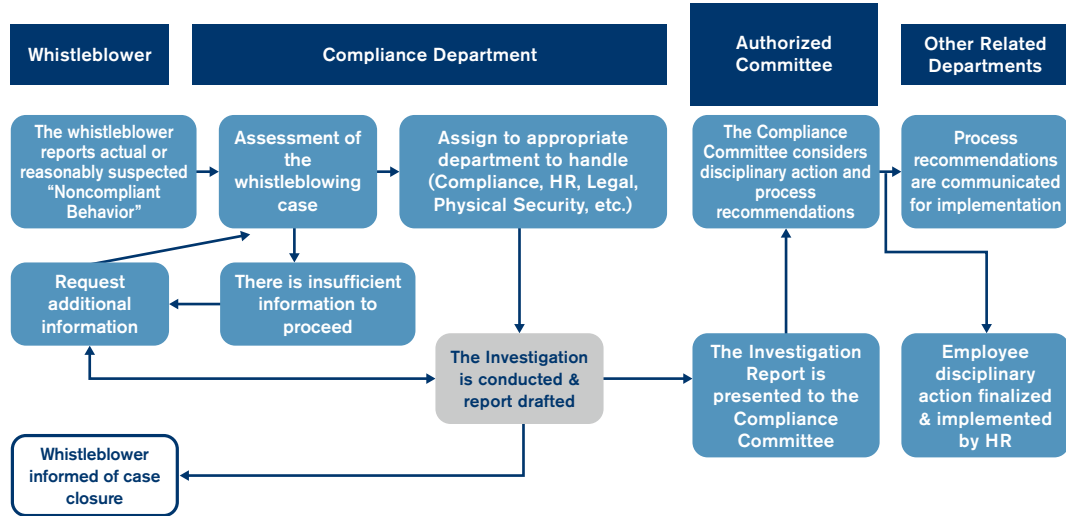 Whistleblower
Compliance Department
Authorized
Committee
Other Related
Departments
The whistleblower
reports actual or
reasonably suspected
“Noncompliant
Behavior”
Assessment of
the
whistleblowing
case
Assign to appropriate
department to handle
(Compliance, HR, Legal,
Physical Security, etc.)
The Compliance
Committee considers
disciplinary action and
process
recommendations
Process
recommendations
are communicated
for implementation
Request
additional
information
There is insufficient
information to
proceed
The Investigation
is conducted &
report drafted
The Investigation
Report is
presented to the
Compliance
Committee
Employee
disciplinary
action finalized
& implemented
by HR
Whistleblower
informed of case
closure